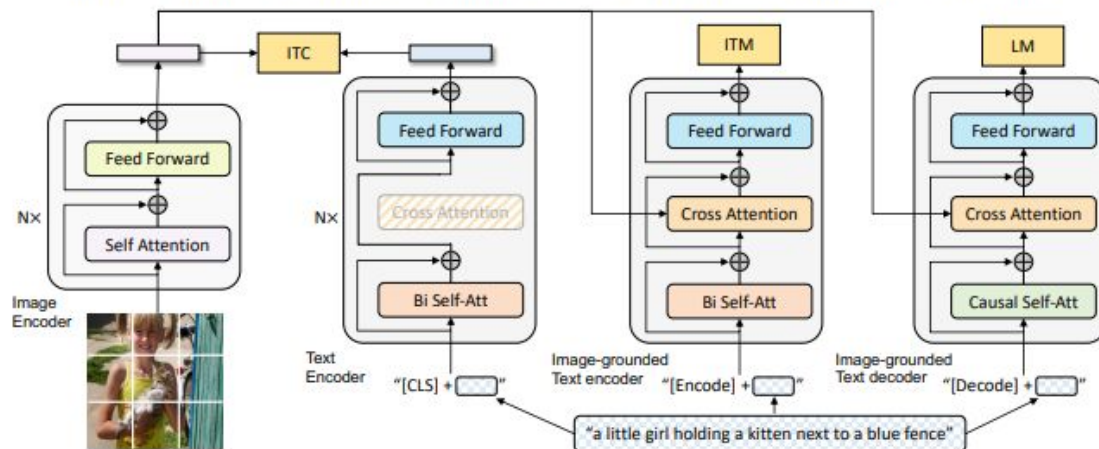 ITC
ITM
LM
Feed Forward
Self Attention
N×
Image
Encoder
Feed Forward
Cross Attention
Bi Self-Att
N×
Text
Encoder
"[CLS] + "
Feed Forward
Cross Attention
Bi Self-Att
Image-grounded
Text encoder
"[Encode] + "
Feed Forward
Cross Attention
Causal Self-Att
Image-grounded
Text decoder
"[Decode] + "
"a little girl holding a kitten next to a blue fence"